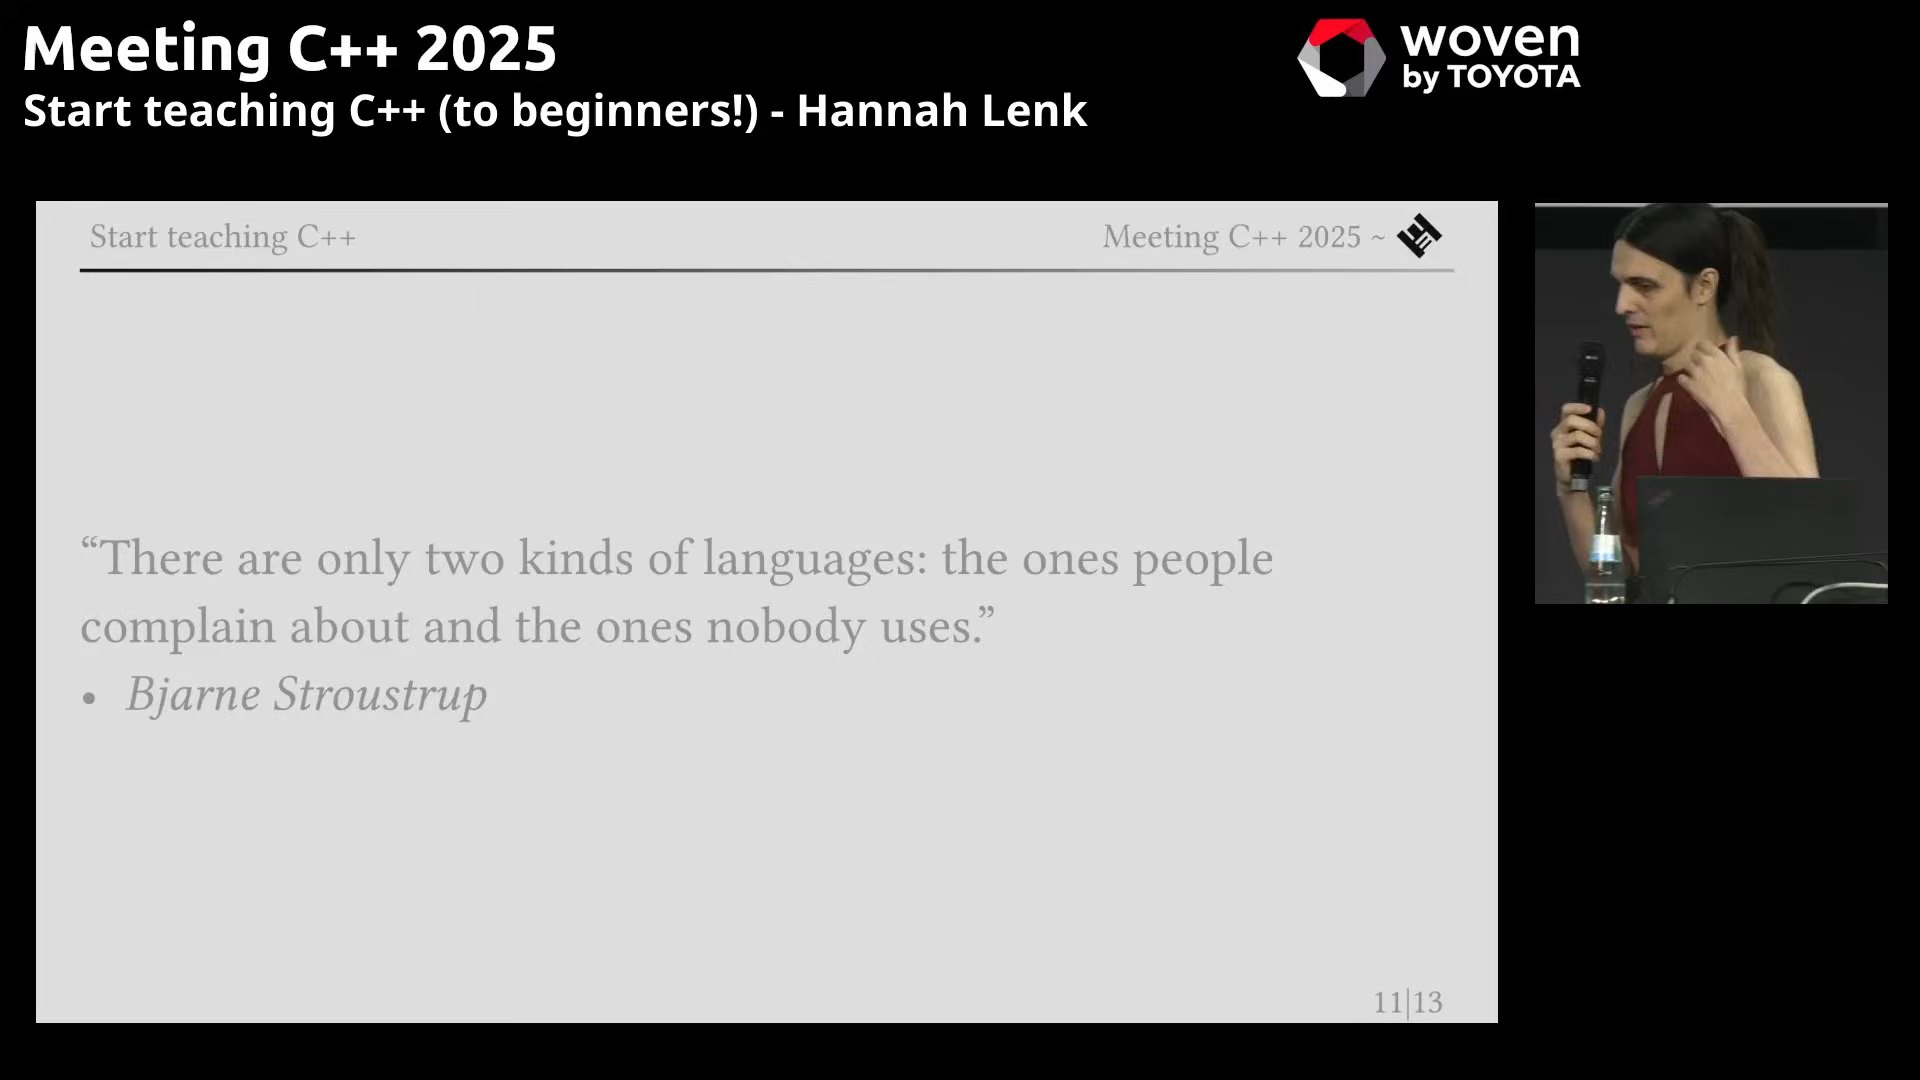 Meeting C++ 2025
Start teaching C++ (to beginners!) - Hannah Lenk
woven
by TOYOTA
Start teaching C++
Meeting C++ 2025 ~
“There are only two kinds of languages: the ones people
complain about and the ones nobody uses.”
• Bjarne Stroustrup
11|13